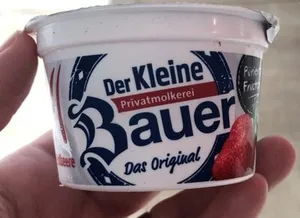 Der Kleine
Privatmolkerei
Bauer
Das Original